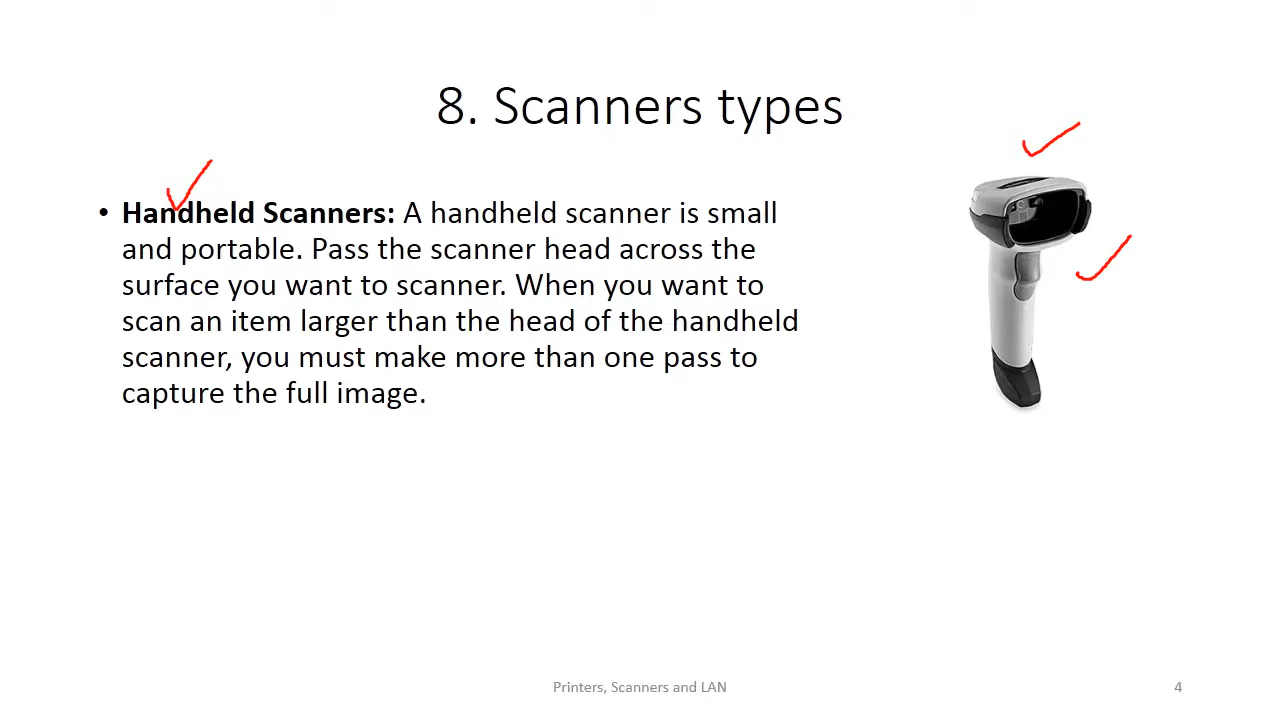 8. Scanners types
• Handheld Scanners: A handheld scanner is small
and portable. Pass the scanner head across the
surface you want to scanner. When you want to
scan an item larger than the head of the handheld
scanner, you must make more than one pass to
capture the full image.
Printers, Scanners and LAN
4